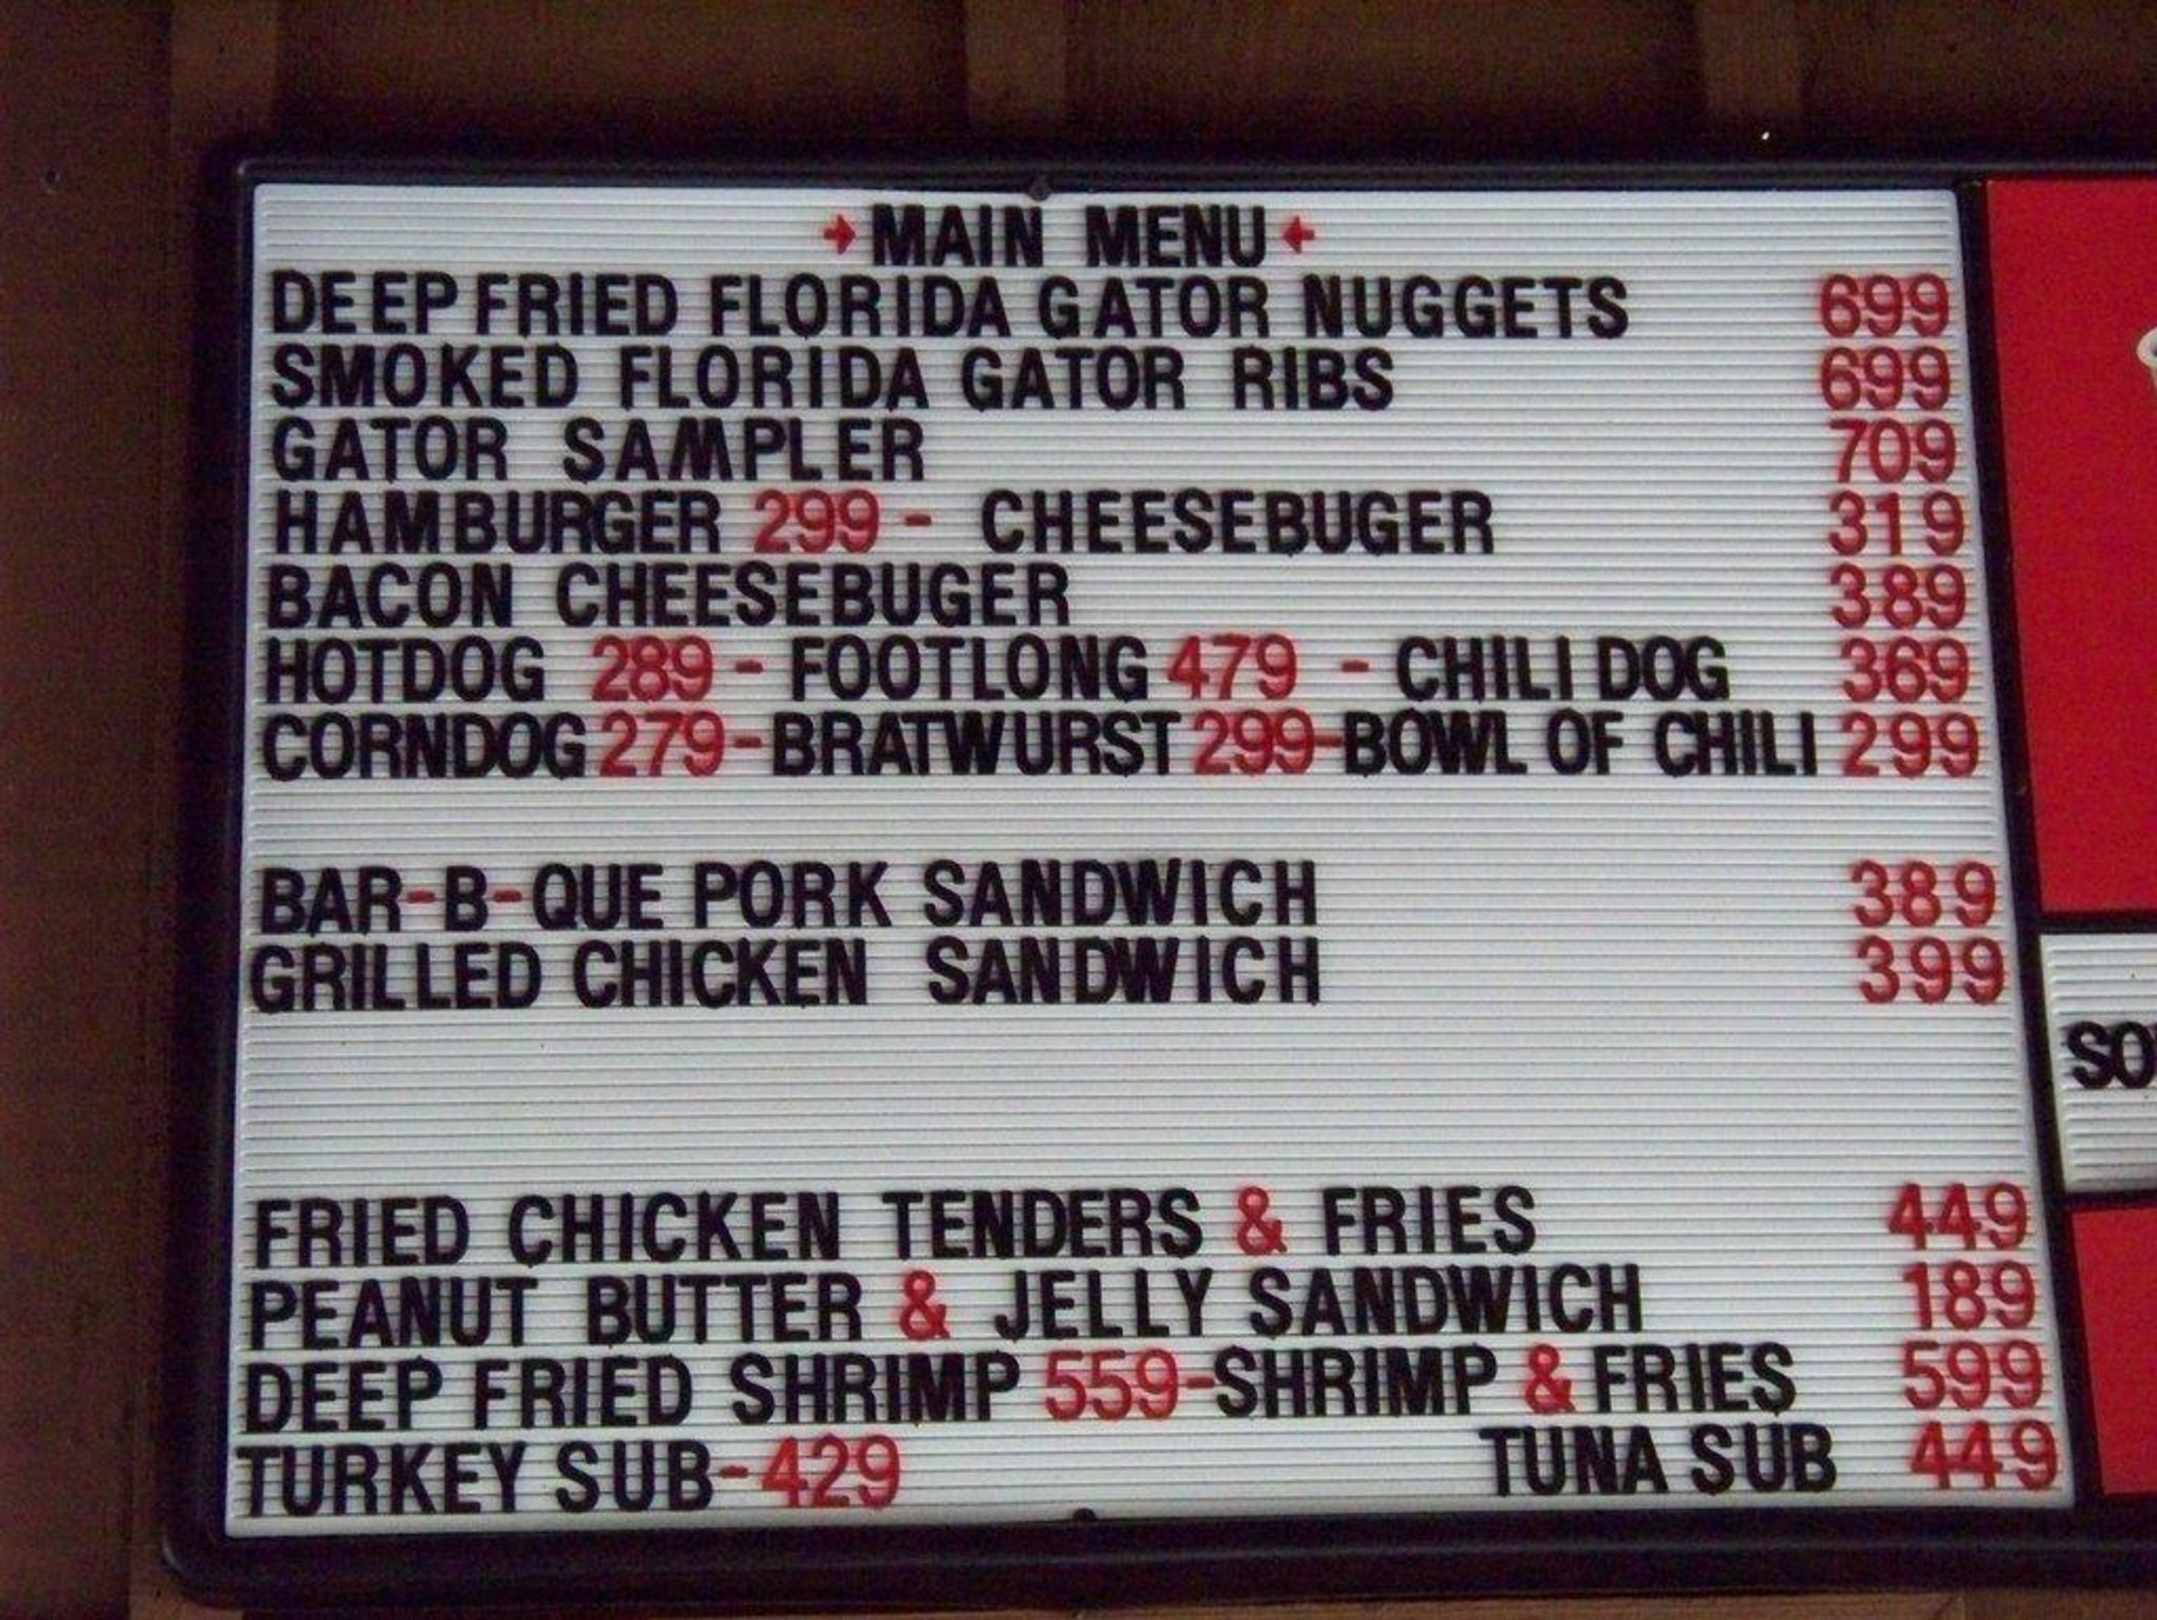 MAIN MENU
DEEP FRIED FLORIDA GATOR NUGGETS 699
SMOKED FLORIDA GATOR RIBS 699
GATOR SAMPLER 709
HAMBURGER 299 - CHEESEBUGER 319
BACON CHEESEBUGER 389
HOTDOG 289 - FOOTLONG 479 - CHILI DOG 369
CORNDOG 279-BRATWURST 299-BOWL OF CHILI 299
BAR-B-QUE PORK SANDWICH 389
GRILLED CHICKEN SANDWICH 399
FRIED CHICKEN TENDERS & FRIES 449
PEANUT BUTTER & JELLY SANDWICH 189
DEEP FRIED SHRIMP 559-SHRIMP & FRIES 599
TURKEY SUB-429 TUNA SUB 449